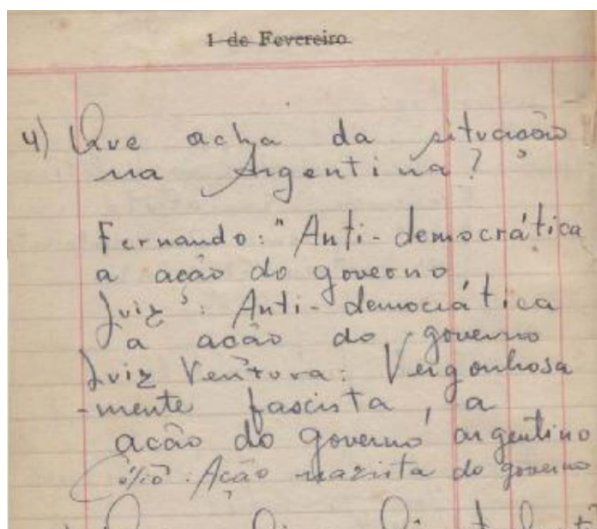 1 de Fevereiro
4) Que acha da situação
na Argentina?
Fernando: "Anti-democrática
a ação do governo
Luiz": Anti-democrática
a ação do governo
Luiz Ventura: Vergonhosa
-mente fascista, a
ação do governo argentino
Ação nazista do governo